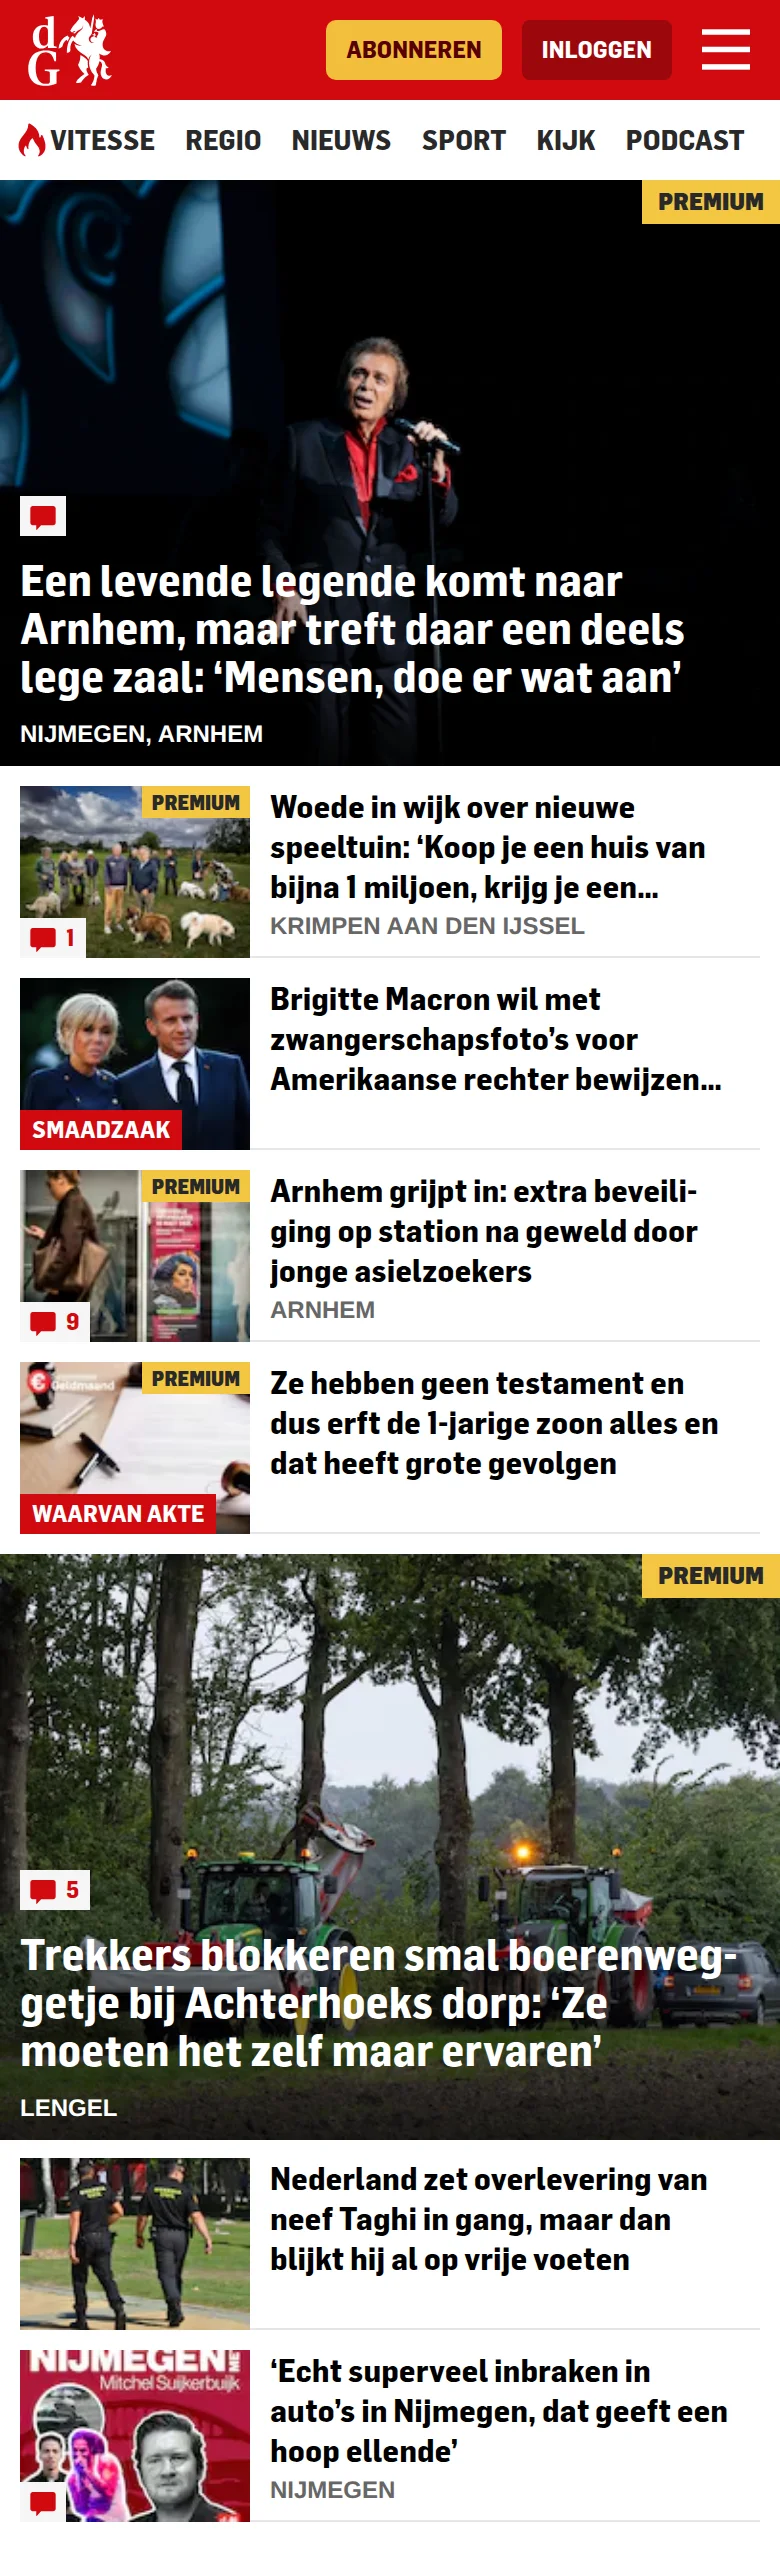 dG
ABONNEREN
INLOGGEN
VITESSE
REGIO
NIEUWS
SPORT
KIJK
PODCAST
PREMIUM
Een levende legende komt naar
Arnhem, maar treft daar een deels
lege zaal: ‘Mensen, doe er wat aan’
NIJMEGEN, ARNHEM
PREMIUM
1
Woede in wijk over nieuwe
speeltuin: ‘Koop je een huis van
bijna 1 miljoen, krijg je een...
KRIMPEN AAN DEN IJSSEL
SMAADZAAK
Brigitte Macron wil met
zwangerschapsfoto’s voor
Amerikaanse rechter bewijzen...
PREMIUM
9
Arnhem grijpt in: extra beveili-
ging op station na geweld door
jonge asielzoekers
ARNHEM
€ Geldmaand
PREMIUM
WAARVAN AKTE
Ze hebben geen testament en
dus erft de 1-jarige zoon alles en
dat heeft grote gevolgen
PREMIUM
5
Trekkers blokkeren smal boerenweg-
getje bij Achterhoeks dorp: ‘Ze
moeten het zelf maar ervaren’
LENGEL
Nederland zet overlevering van
neef Taghi in gang, maar dan
blijkt hij al op vrije voeten
NIJMEGEN
Mitchel Suijkerbuijk
‘Echt superveel inbraken in
auto’s in Nijmegen, dat geeft een
hoop ellende’
NIJMEGEN